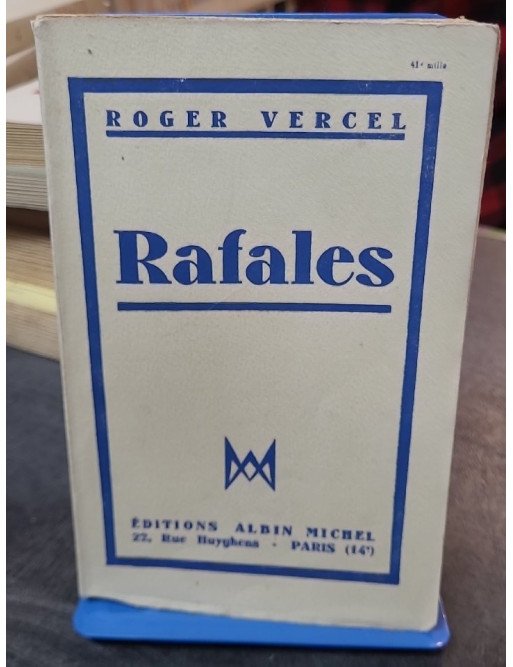 41e mille
ROGER VERCEL
Rafales
ÉDITIONS ALBIN MICHEL
22, Rue Huyghens - PARIS (14e)